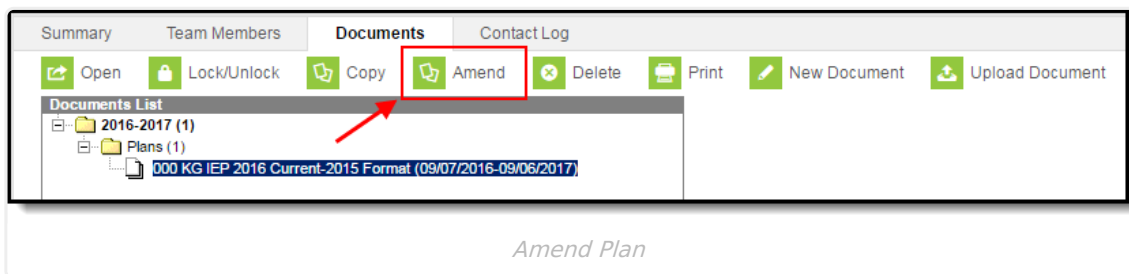 Summary Team Members Documents Contact Log
Open Lock/Unlock Copy Amend Delete Print New Document Upload Document
Documents List
2016-2017 (1)
Plans (1)
000 KG IEP 2016 Current-2015 Format (09/07/2016-09/06/2017)
Amend Plan